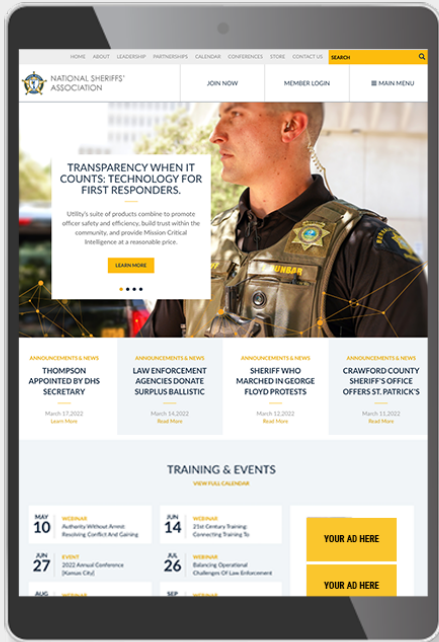 HOME ABOUT LEADERSHIP PARTNERSHIPS CALENDAR CONFERENCES STORE CONTACT US SEARCH
NATIONAL SHERIFFS'
ASSOCIATION
JOIN NOW
MEMBER LOGIN
MAIN MENU
TRANSPARENCY WHEN IT
COUNTS: TECHNOLOGY FOR
FIRST RESPONDERS.
Utility's suite of products combine to promote
officer safety and efficiency, build trust within the
community, and provide Mission Critical
Intelligence at a reasonable price.
LEARN MORE
DUNBAR
ANNOUNCEMENTS & NEWS
THOMPSON
APPOINTED BY DHS
SECRETARY
March 17,2022
Learn More
ANNOUNCEMENTS & NEWS
LAW ENFORCEMENT
AGENCIES DONATE
SURPLUS BALLISTIC
March 14,2022
Read More
ANNOUNCEMENTS & NEWS
SHERIFF WHO
MARCHED IN GEORGE
FLOYD PROTESTS
March 12,2022
Read More
ANNOUNCEMENTS & NEWS
CRAWFORD COUNTY
SHERIFF'S OFFICE
OFFERS ST. PATRICK'S
March 11,2022
Read More
TRAINING & EVENTS
VIEW FULL CALENDAR
MAY
10
WEBINAR
Authority Without Arrest:
Resolving Conflict And Gaining
JUN
14
WEBINAR
21st Century Training:
Connecting Training To
JUN
27
EVENT
2022 Annual Conference
[Kansas City]
JUL
26
WEBINAR
Balancing Operational
Challenges Of Law Enforcement
AUG
WEBINAR
SEP
WEBINAR
YOUR AD HERE
YOUR AD HERE